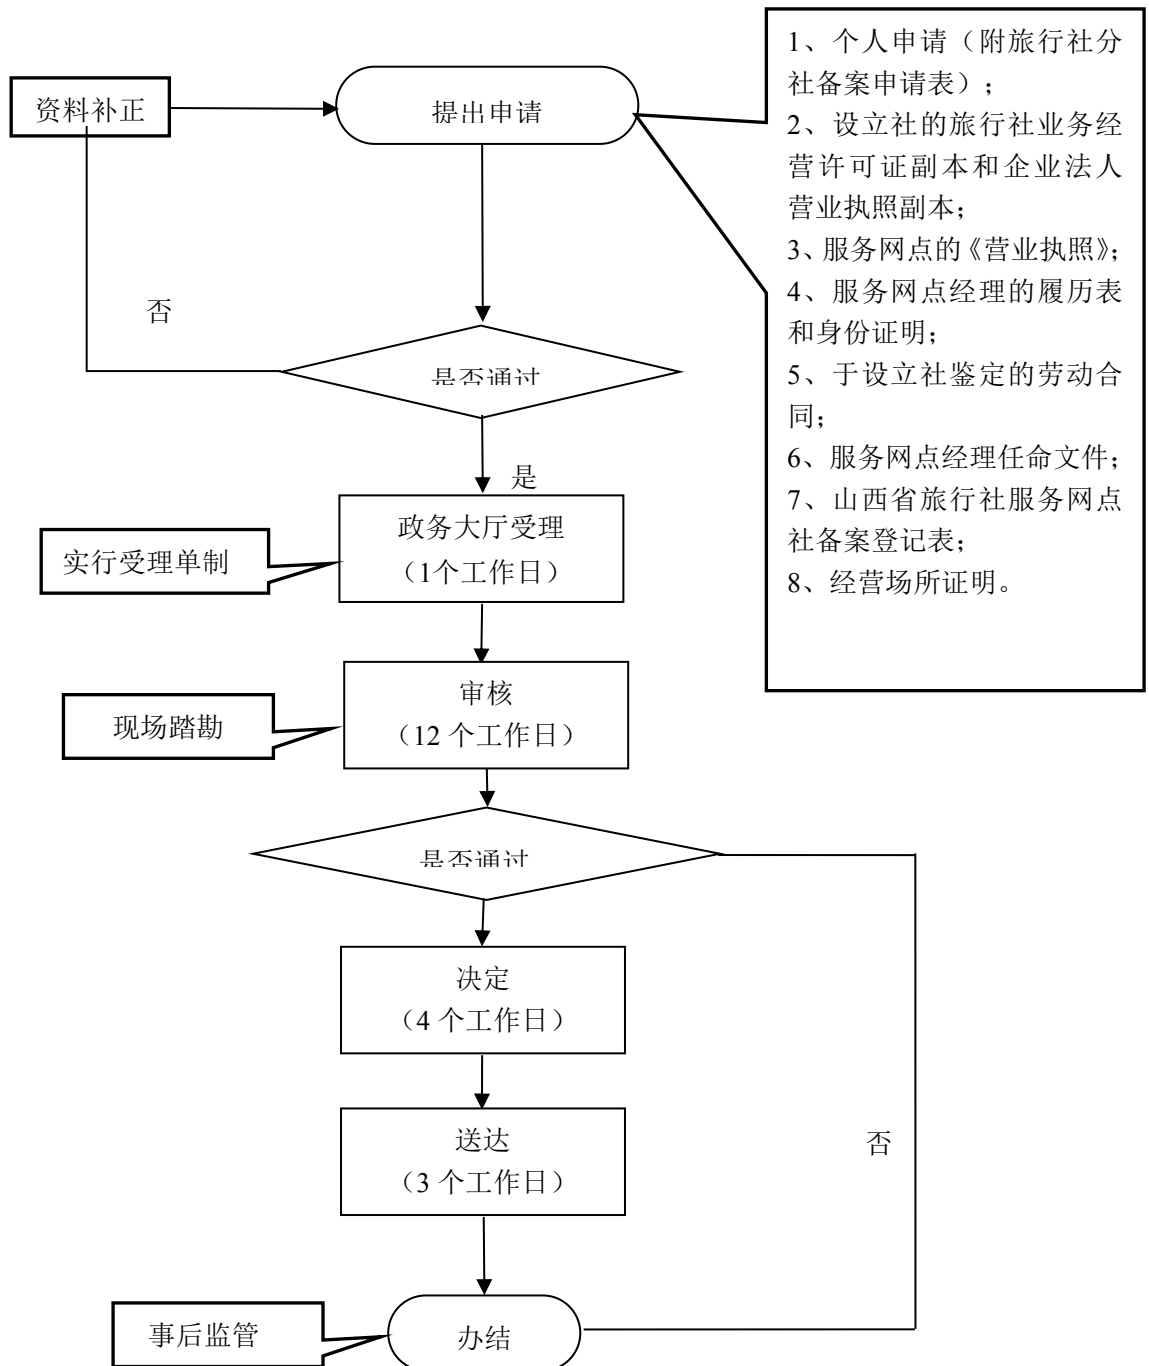 资料补正
提出申请
1、个人申请（附旅行社分
社备案申请表）；
2、设立社的旅行社业务经
营许可证副本和企业法人
营业执照副本；
3、服务网点的《营业执照》；
4、服务网点经理的履历表
和身份证明；
5、于设立社鉴定的劳动合
同；
6、服务网点经理任命文件；
7、山西省旅行社服务网点
社备案登记表；
8、经营场所证明。
否
是否通过
是
政务大厅受理
（1个工作日）
实行受理单制
审核
（12 个工作日）
现场踏勘
是否通过
决定
（4 个工作日）
送达
（3 个工作日）
否
事后监管
办结